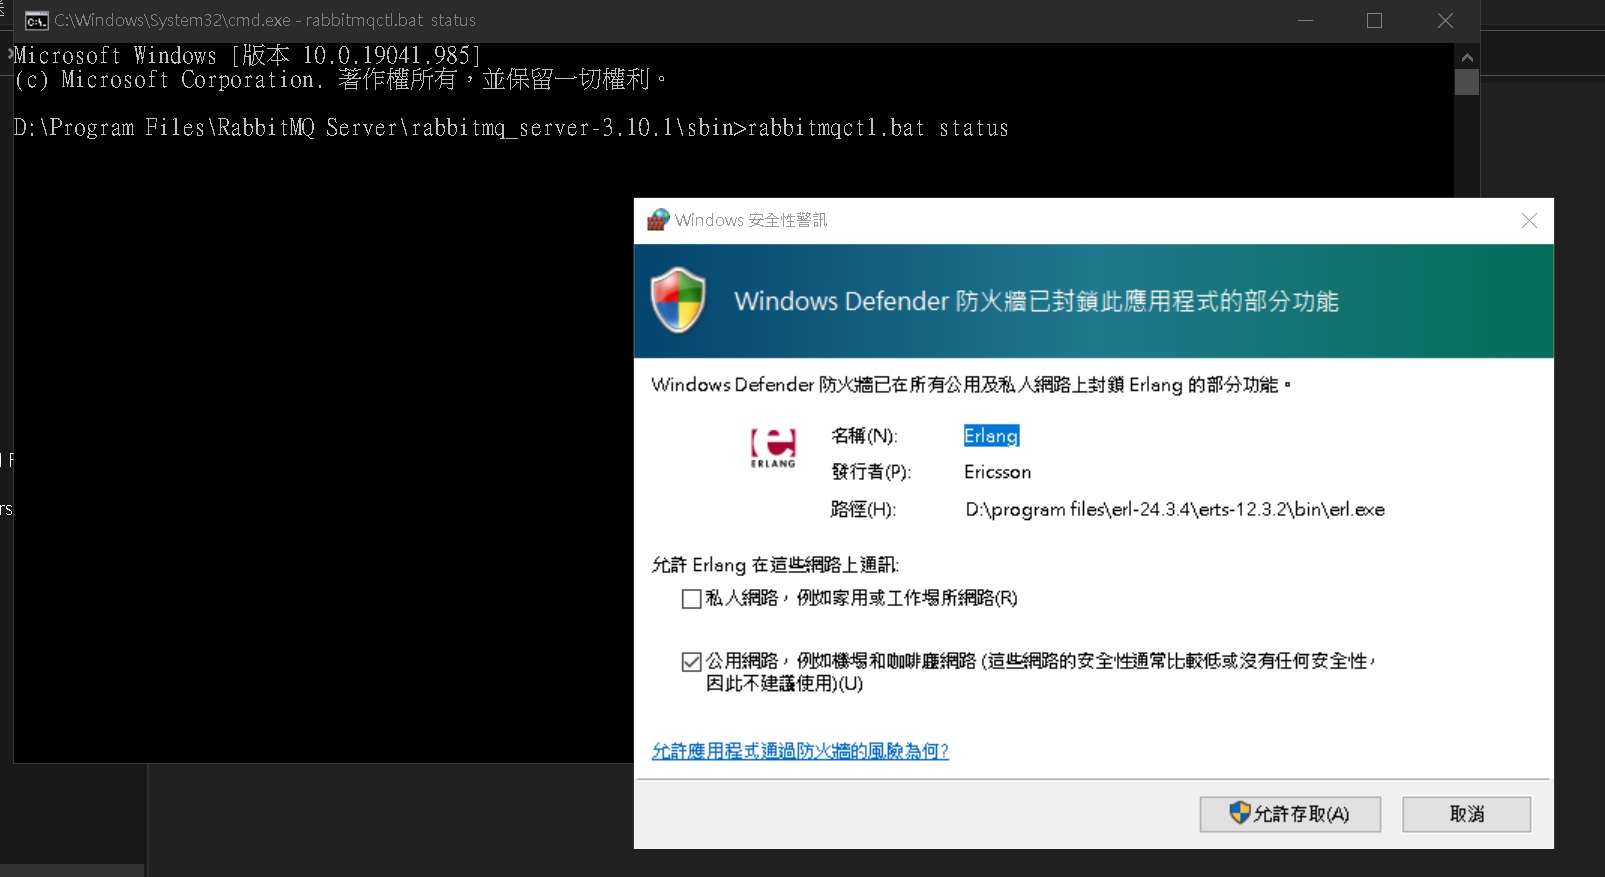 C:\Windows\System32\cmd.exe - rabbitmqctl.bat status
Microsoft Windows [版本 10.0.19041.985]
(c) Microsoft Corporation. 著作權所有，並保留一切權利。
D:\Program Files\RabbitMQ Server\rabbitmq_server-3.10.1\sbin>rabbitmqctl.bat status
Windows 安全性警訊
Windows Defender 防火牆已封鎖此應用程式的部分功能
Windows Defender 防火牆已在所有公用及私人網路上封鎖 Erlang 的部分功能。
ERLANG
名稱(N): Erlang
發行者(P): Ericsson
路徑(H): D:\program files\erl-24.3.4\erts-12.3.2\bin\erl.exe
允許 Erlang 在這些網路上通訊:
私人網路，例如家用或工作場所網路(R)
公用網路，例如機場和咖啡廳網路 (這些網路的安全性通常比較低或沒有任何安全性，
因此不建議使用)(U)
允許應用程式通過防火牆的風險為何?
允許存取(A) 取消